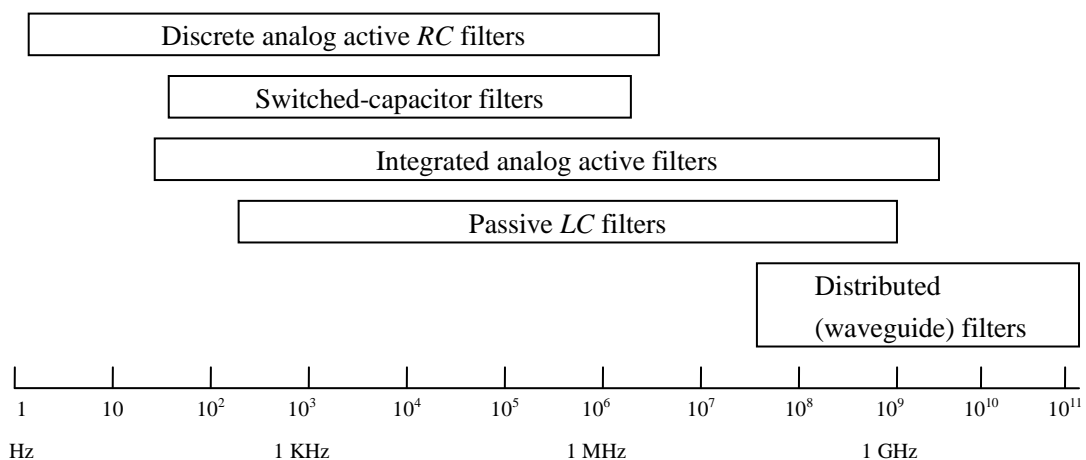 Discrete analog active RC filters
Switched-capacitor filters
Integrated analog active filters
Passive LC filters
Distributed
(waveguide) filters
1 10 10² 10³ 10⁴ 10⁵ 10⁶ 10⁷ 10⁸ 10⁹ 10¹⁰ 10¹¹
Hz 1 KHz 1 MHz 1 GHz